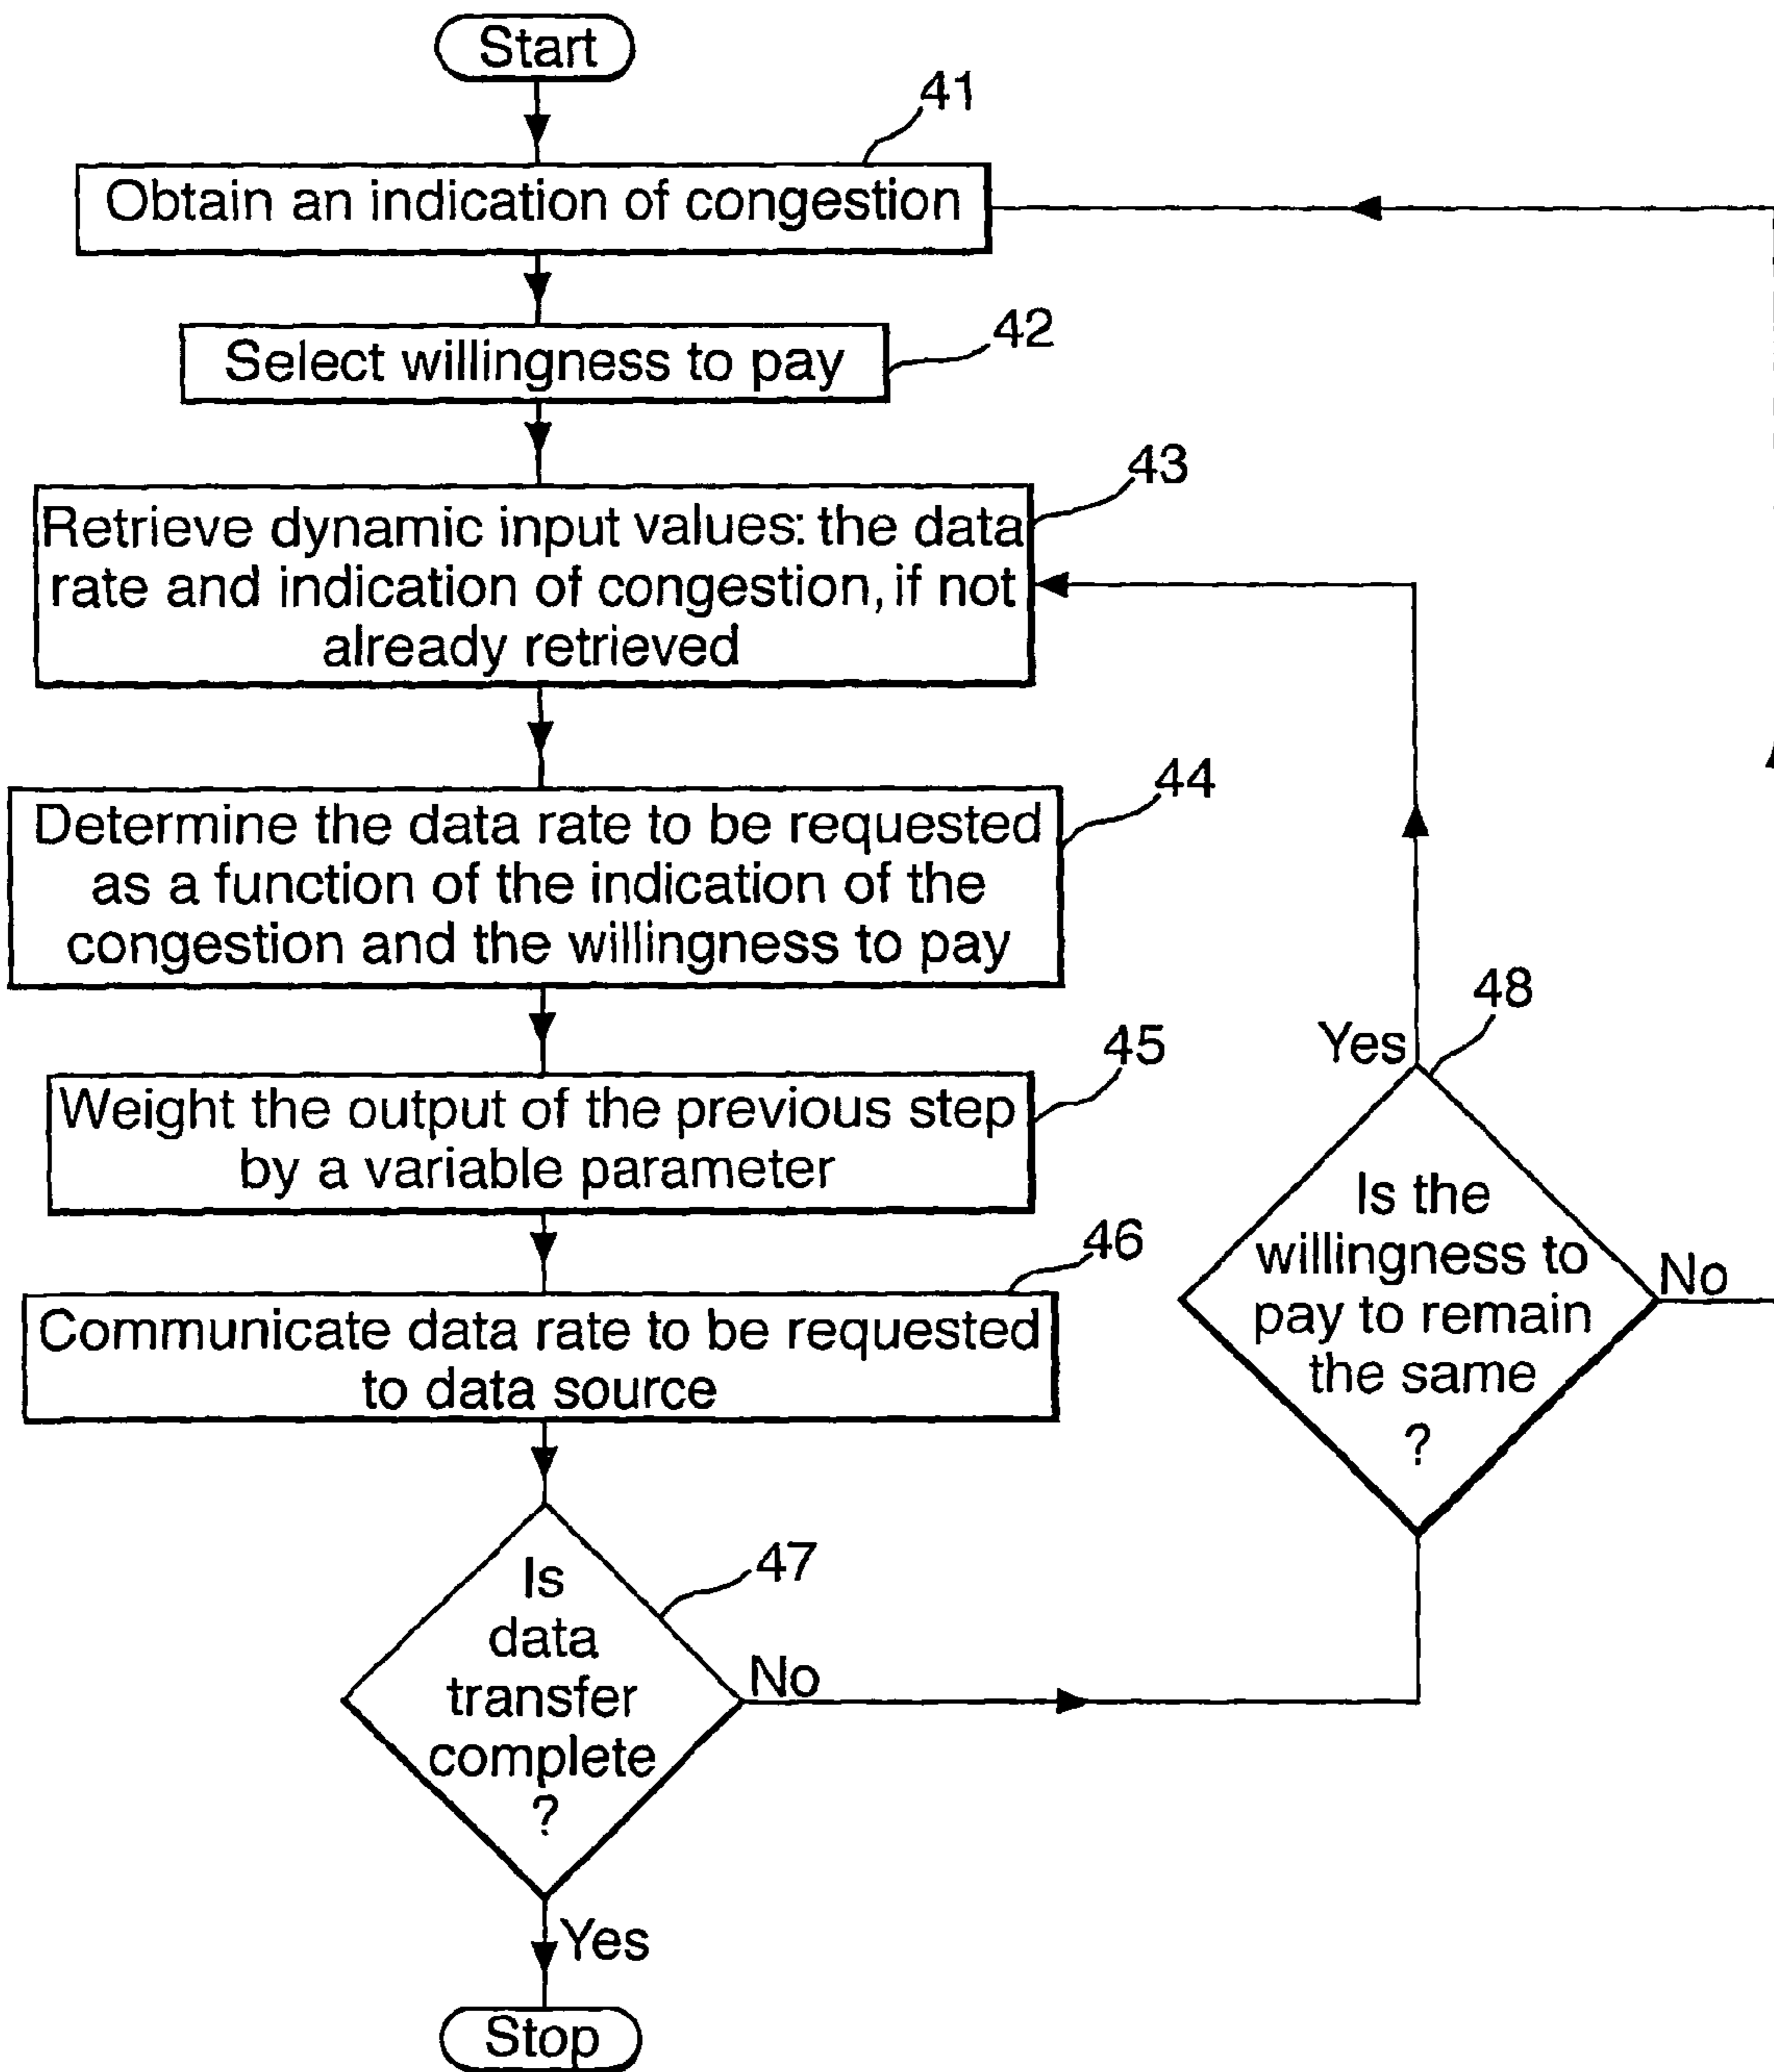 Start
41
Obtain an indication of congestion
42
Select willingness to pay
43
Retrieve dynamic input values: the data
rate and indication of congestion, if not
already retrieved
44
Determine the data rate to be requested
as a function of the indication of the
congestion and the willingness to pay
45
Weight the output of the previous step
by a variable parameter
46
Communicate data rate to be requested
to data source
47
Is
data
transfer
complete
?
No
Yes
Stop
48
Yes
Is the
willingness to
pay to remain
the same
?
No